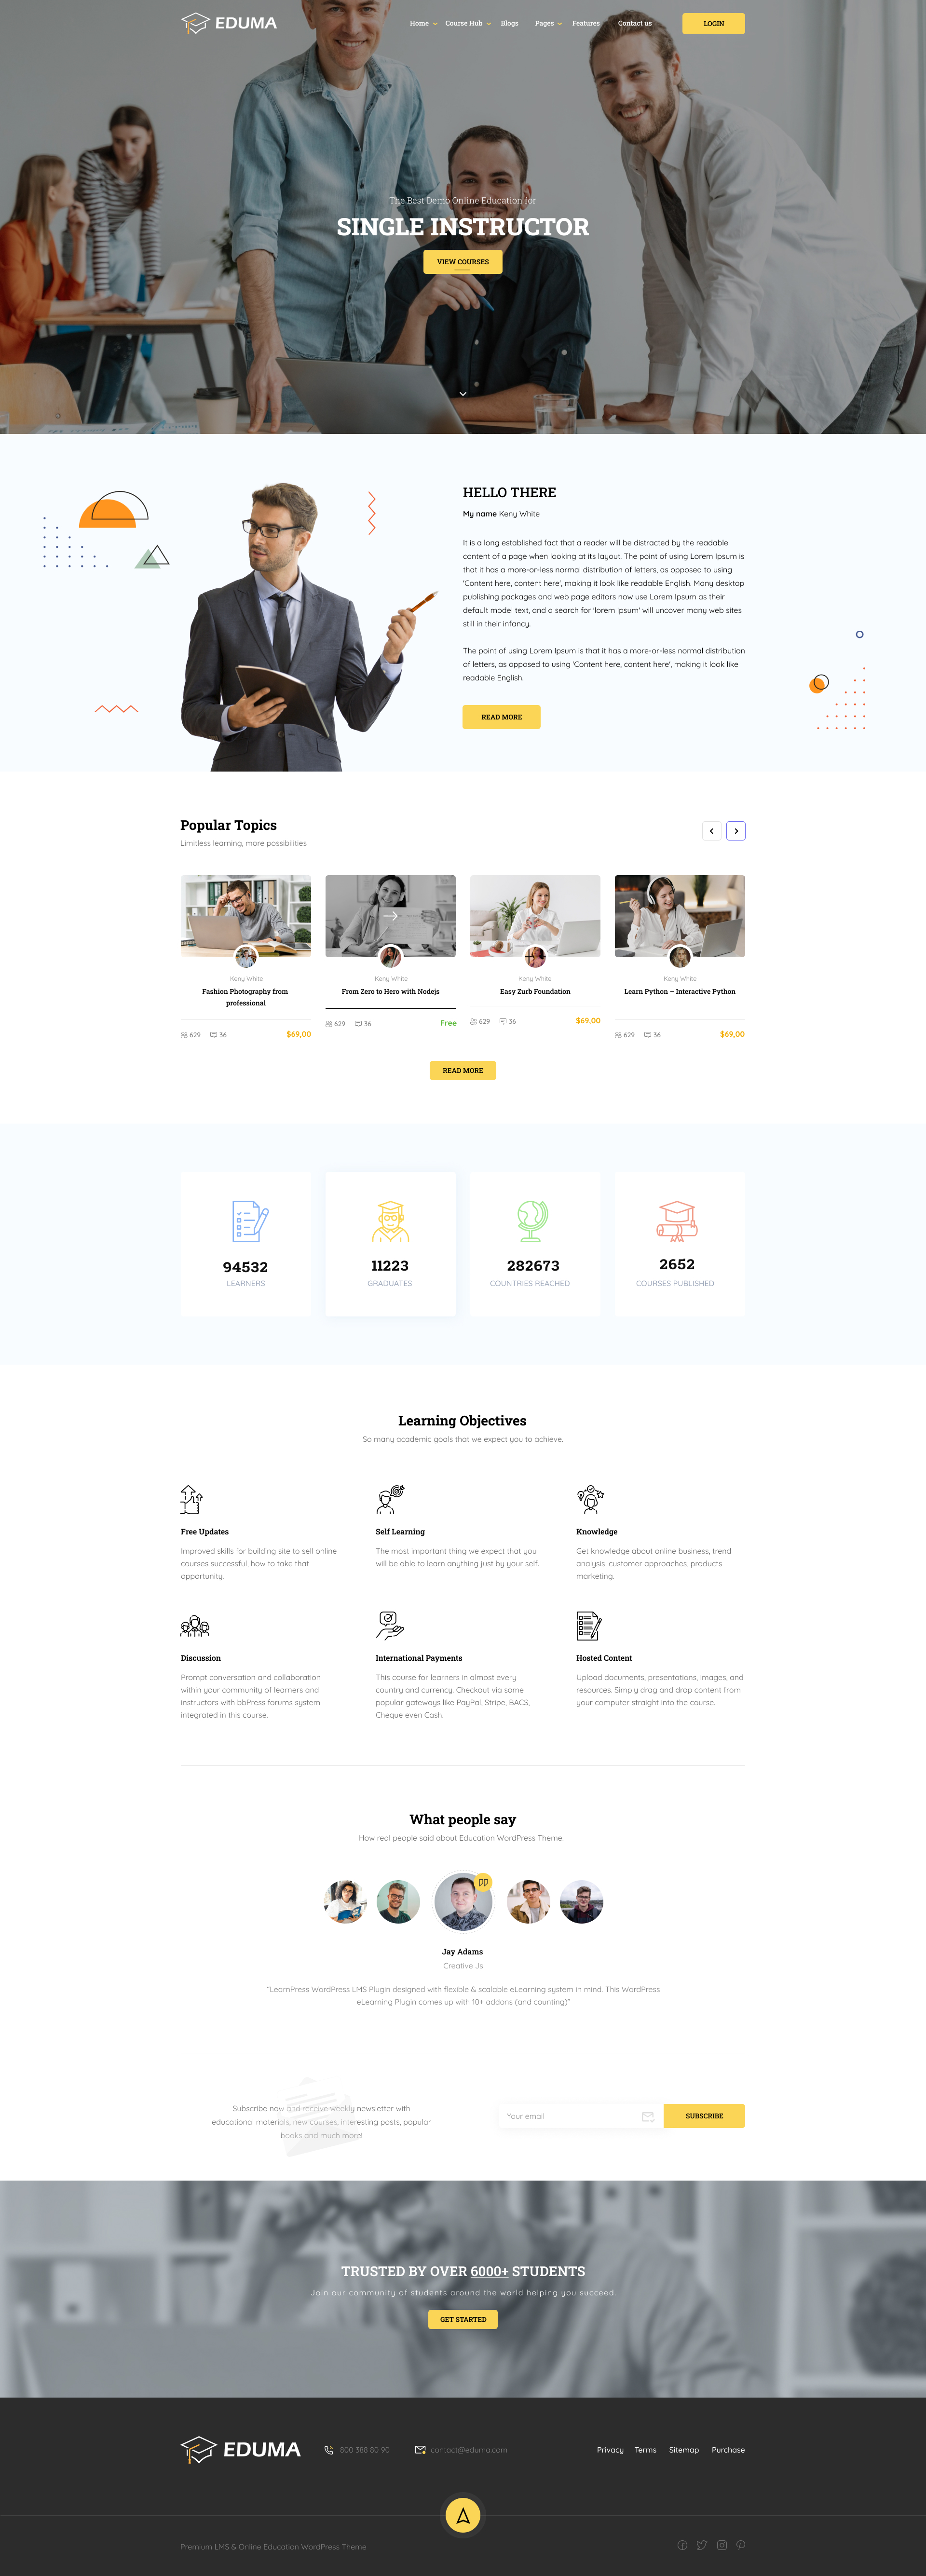 EDUMA
Home Course Hub Blogs Pages Features Contact us LOGIN
The Best Demo Online Education for
SINGLE INSTRUCTOR
VIEW COURSES
HELLO THERE
My name Keny White
It is a long established fact that a reader will be distracted by the readable
content of a page when looking at its layout. The point of using Lorem Ipsum is
that it has a more-or-less normal distribution of letters, as opposed to using
'Content here, content here', making it look like readable English. Many desktop
publishing packages and web page editors now use Lorem Ipsum as their
default model text, and a search for 'lorem ipsum' will uncover many web sites
still in their infancy.
The point of using Lorem Ipsum is that it has a more-or-less normal distribution
of letters, as opposed to using 'Content here, content here', making it look like
readable English.
READ MORE
Popular Topics
Limitless learning, more possibilities
Keny White
Fashion Photography from
professional
629 36 $69,00
Keny White
From Zero to Hero with Nodejs
629 36 Free
Keny White
Easy Zurb Foundation
629 36 $69,00
Keny White
Learn Python – Interactive Python
629 36 $69,00
READ MORE
94532
LEARNERS
11223
GRADUATES
282673
COUNTRIES REACHED
2652
COURSES PUBLISHED
Learning Objectives
So many academic goals that we expect you to achieve.
Free Updates
Improved skills for building site to sell online
courses successful, how to take that
opportunity.
Self Learning
The most important thing we expect that you
will be able to learn anything just by your self.
Knowledge
Get knowledge about online business, trend
analysis, customer approaches, products
marketing.
Discussion
Prompt conversation and collaboration
within your community of learners and
instructors with bbPress forums system
integrated in this course.
International Payments
This course for learners in almost every
country and currency. Checkout via some
popular gateways like PayPal, Stripe, BACS,
Cheque even Cash.
Hosted Content
Upload documents, presentations, images, and
resources. Simply drag and drop content from
your computer straight into the course.
What people say
How real people said about Education WordPress Theme.
Jay Adams
Creative Js
"LearnPress WordPress LMS Plugin designed with flexible & scalable eLearning system in mind. This WordPress
eLearning Plugin comes up with 10+ addons (and counting)"
Subscribe now and receive weekly newsletter with
educational materials, new courses, interesting posts, popular
books and much more!
Your email
SUBSCRIBE
TRUSTED BY OVER 6000+ STUDENTS
Join our community of students around the world helping you succeed.
GET STARTED
EDUMA
800 388 80 90
contact@eduma.com
Privacy Terms Sitemap Purchase
Premium LMS & Online Education WordPress Theme